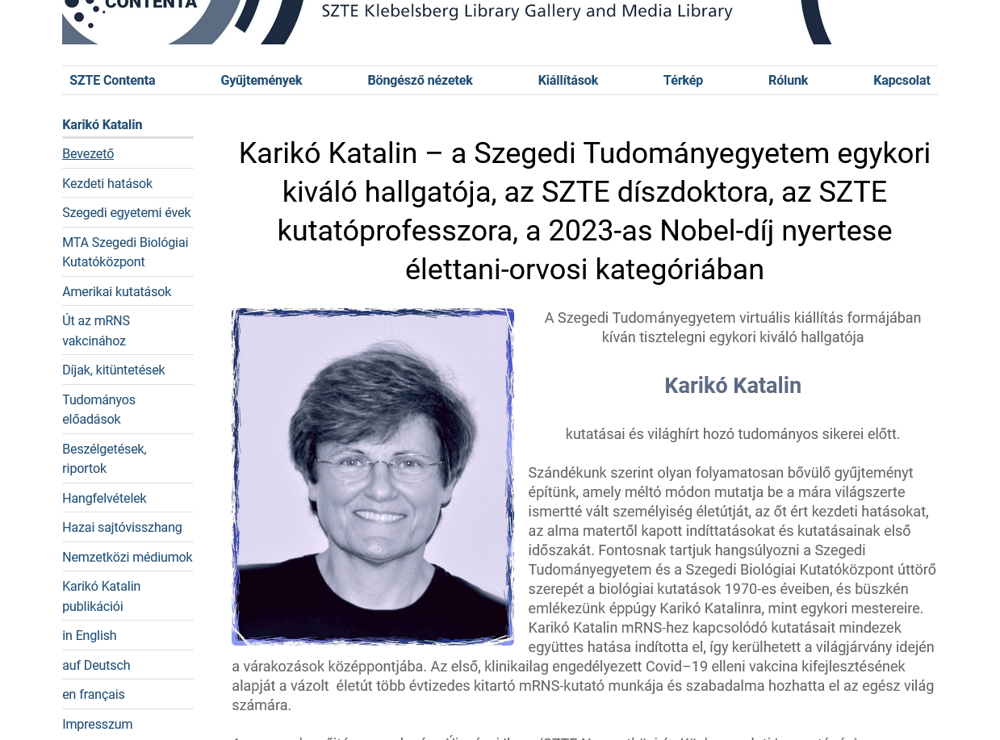 CONTENTA
SZTE Klebelsberg Library Gallery and Media Library
SZTE Contenta
Gyűjtemények
Böngésző nézetek
Kiállítások
Térkép
Rólunk
Kapcsolat
Karikó Katalin
Bevezető
Kezdeti hatások
Szegedi egyetemi évek
MTA Szegedi Biológiai
Kutatóközpont
Amerikai kutatások
Út az mRNS
vakcinához
Díjak, kitüntetések
Tudományos
előadások
Beszélgetések,
riportok
Hangfelvételek
Hazai sajtóvisszhang
Nemzetközi médiumok
Karikó Katalin
publikációi
in English
auf Deutsch
en français
Impresszum
Karikó Katalin – a Szegedi Tudományegyetem egykori
kiváló hallgatója, az SZTE díszdoktora, az SZTE
kutatóprofesszora, a 2023-as Nobel-díj nyertese
élettani-orvosi kategóriában
A Szegedi Tudományegyetem virtuális kiállítás formájában
kíván tisztelegni egykori kiváló hallgatója
Karikó Katalin
kutatásai és világhírt hozó tudományos sikerei előtt.
Szándékunk szerint olyan folyamatosan bővülő gyűjteményt
építünk, amely méltó módon mutatja be a mára világszerte
ismertté vált személyiség életútját, az őt ért kezdeti hatásokat,
az alma matertől kapott indíttatásokat és kutatásainak első
időszakát. Fontosnak tartjuk hangsúlyozni a Szegedi
Tudományegyetem és a Szegedi Biológiai Kutatóközpont úttörő
szerepét a biológiai kutatások 1970-es éveiben, és büszkén
emlékezünk éppúgy Karikó Katalinra, mint egykori mestereire.
Karikó Katalin mRNS-hez kapcsolódó kutatásait mindezek
együttes hatása indította el, így kerülhetett a világjárvány idején
a várakozások középpontjába. Az első, klinikailag engedélyezett Covid–19 elleni vakcina kifejlesztésének
alapját a vázolt életút több évtizedes kitartó mRNS-kutató munkája és szabadalma hozhatta el az egész világ
számára.